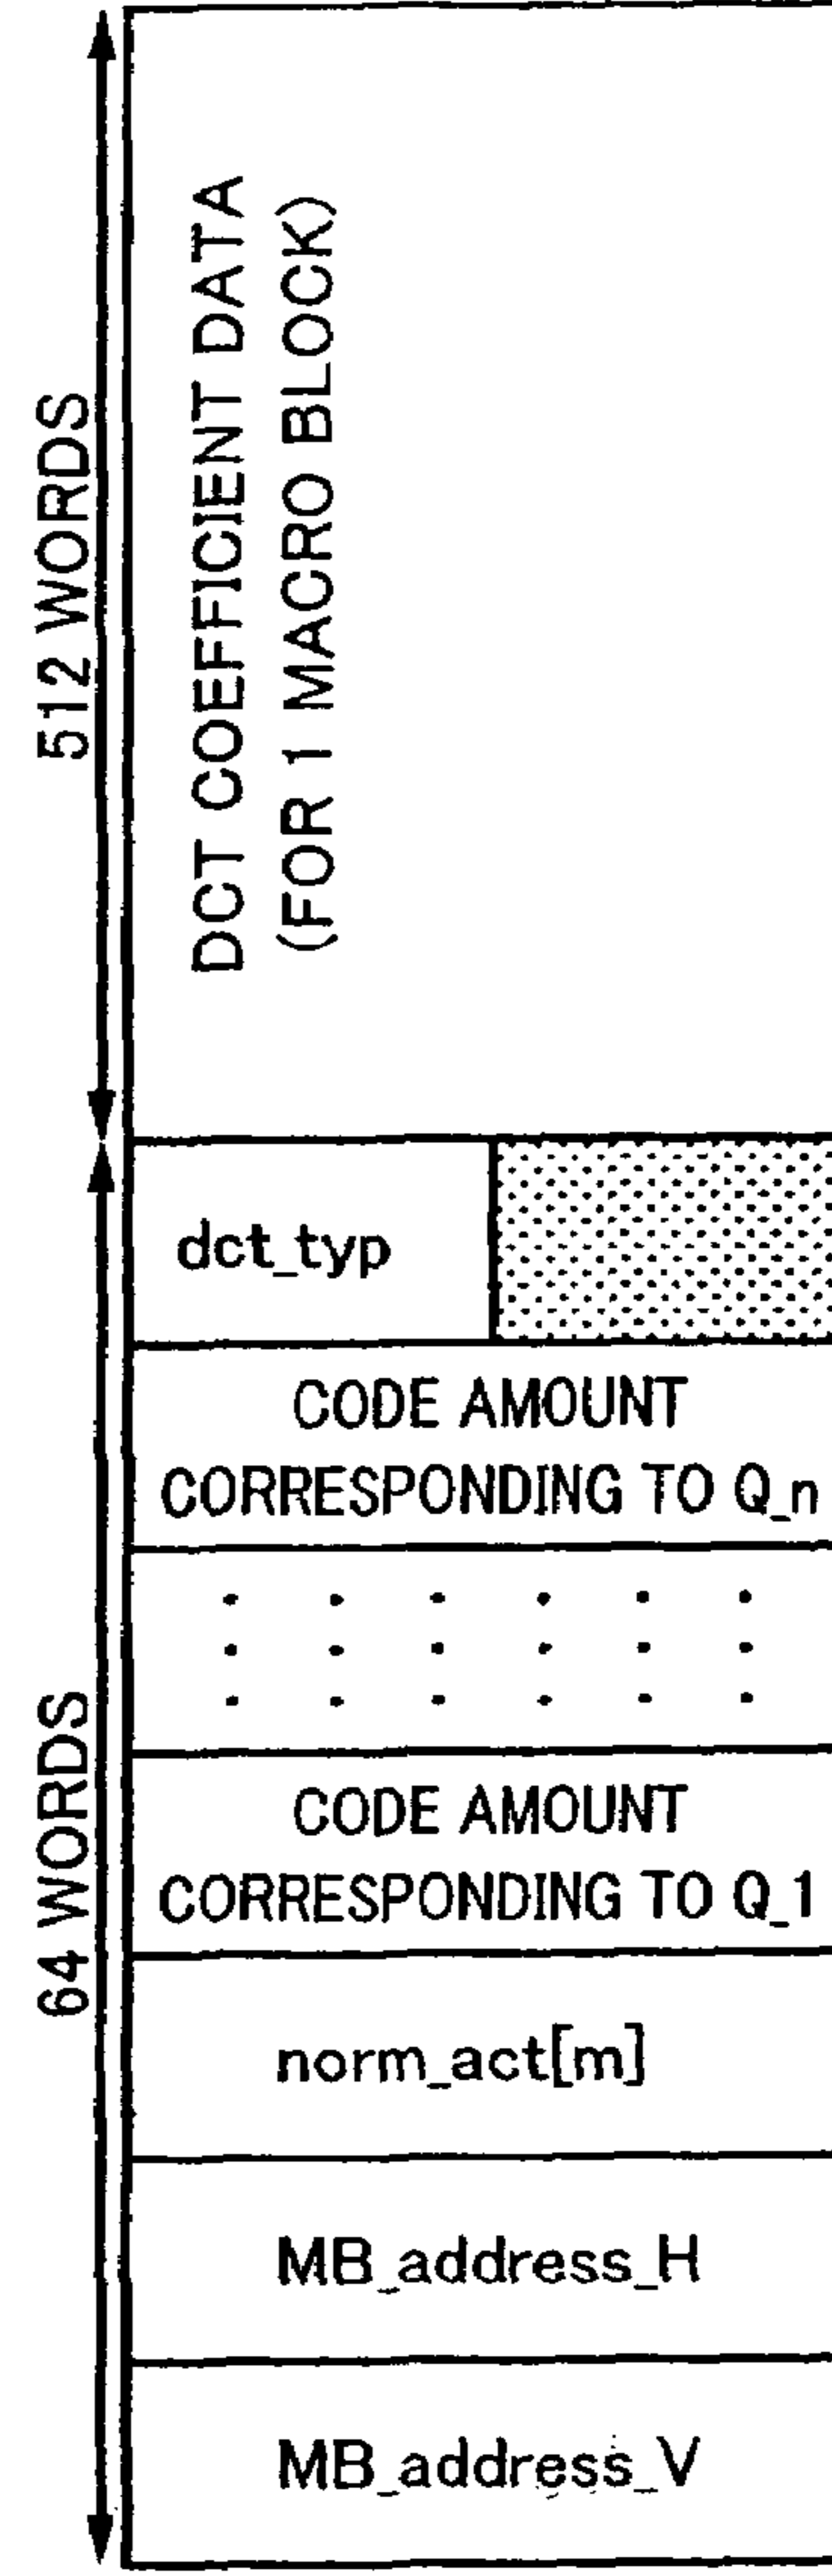 512 WORDS
DCT COEFFICIENT DATA
(FOR 1 MACRO BLOCK)
64 WORDS
dct_typ
CODE AMOUNT
CORRESPONDING TO Q_n
CODE AMOUNT
CORRESPONDING TO Q_1
norm_act[m]
MB_address_H
MB_address_V